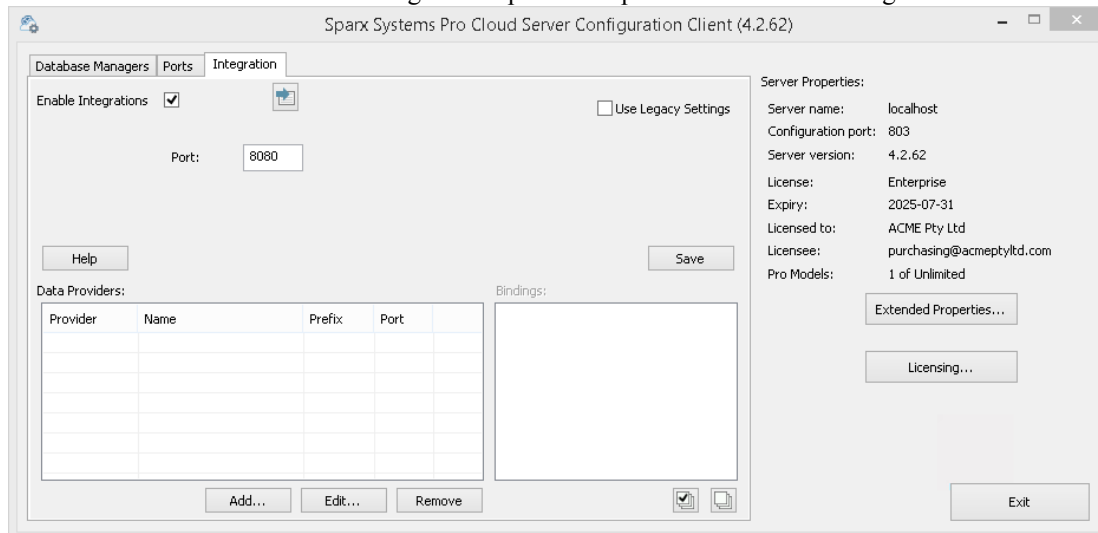 Sparx Systems Pro Cloud Server Configuration Client (4.2.62)
Database Managers Ports Integration
Enable Integrations
Use Legacy Settings
Port: 8080
Help
Save
Data Providers:
Bindings:
Provider Name Prefix Port
Add... Edit... Remove
Server Properties:
Server name: localhost
Configuration port: 803
Server version: 4.2.62
License: Enterprise
Expiry: 2025-07-31
Licensed to: ACME Pty Ltd
Licensee: purchasing@acmeptyltd.com
Pro Models: 1 of Unlimited
Extended Properties...
Licensing...
Exit